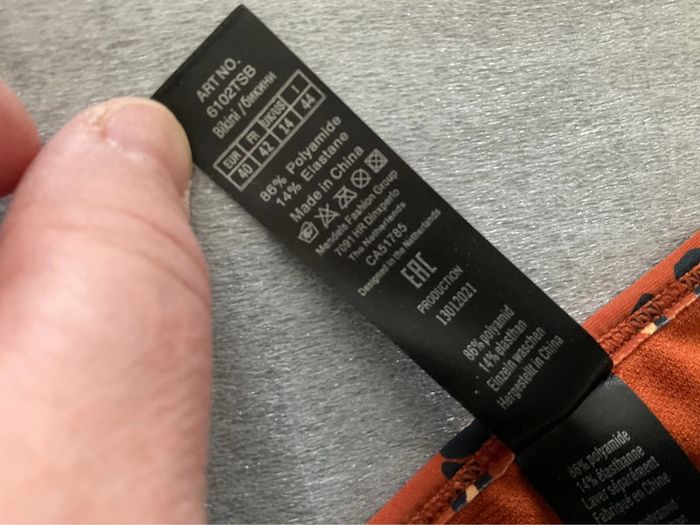 ART NO.
6102TSB
Bikini / бикини
EUR FR UK/US I
40 42 14 44
86% Polyamide
14% Elastane
Made in China
Mendels Fashion Group
7091 HR Dinxperlo
The Netherlands
CA51785
Designed in the Netherlands
EAC
PRODUCTION
13012021
86% polyamid
14% elasthan
Einzeln waschen
Hergestellt in China
86% polyamide
14% élasthanne
Laver séparément
Fabriqué en Chine